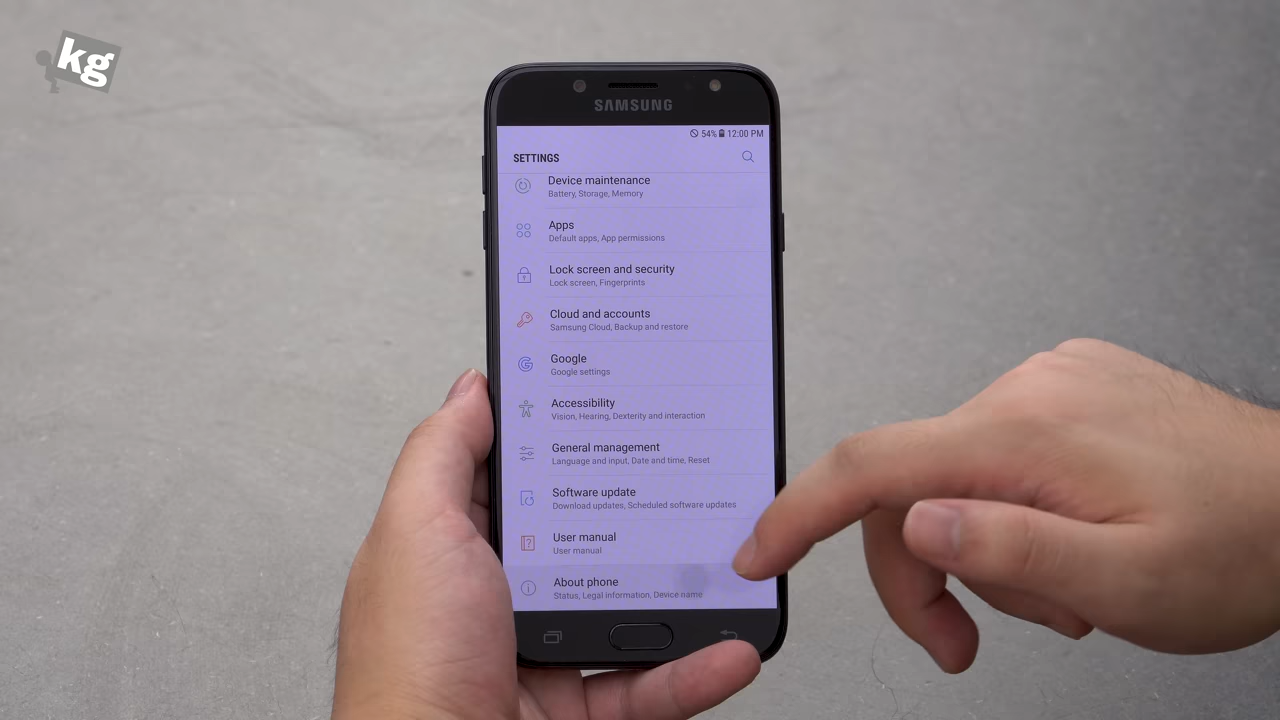 kg
SAMSUNG
54% 12:00 PM
SETTINGS
Device maintenance
Battery, Storage, Memory
Apps
Default apps, App permissions
Lock screen and security
Lock screen, Fingerprints
Cloud and accounts
Samsung Cloud, Backup and restore
Google
Google settings
Accessibility
Vision, Hearing, Dexterity and interaction
General management
Language and input, Date and time, Reset
Software update
Download updates, Scheduled software updates
User manual
User manual
About phone
Status, Legal information, Device name